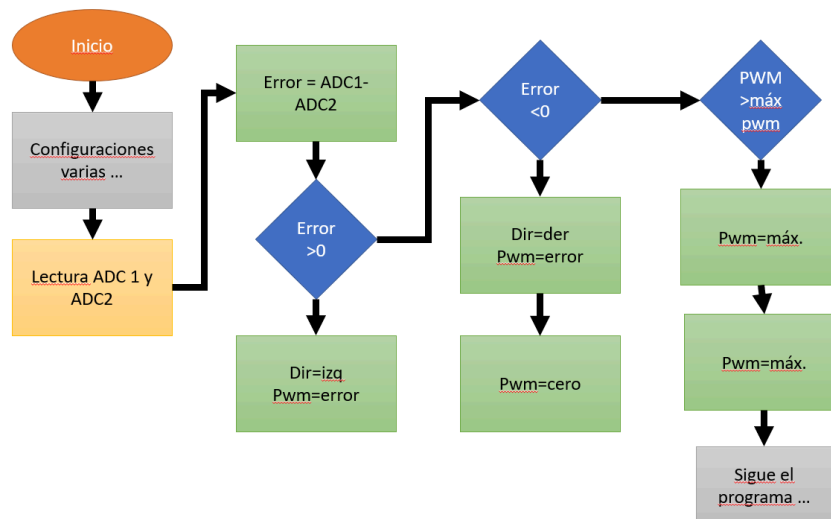 Inicio
Configuraciones
varias ...
Lectura ADC 1 y
ADC2
Error = ADC1-
ADC2
Error
>0
Dir=izq
Pwm=error
Error
<0
Dir=der
Pwm=error
Pwm=cero
PWM
>máx
pwm
Pwm=máx.
Pwm=máx.
Sigue el
programa ...